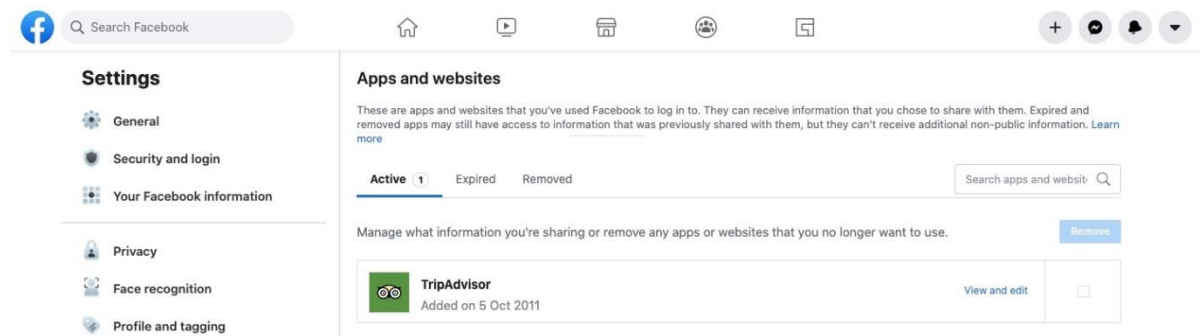 Search Facebook
Settings
General
Security and login
Your Facebook information
Privacy
Face recognition
Profile and tagging
Apps and websites
These are apps and websites that you've used Facebook to log in to. They can receive information that you chose to share with them. Expired and
removed apps may still have access to information that was previously shared with them, but they can't receive additional non-public information. Learn
more
Active 1 Expired Removed
Search apps and websit
Manage what information you're sharing or remove any apps or websites that you no longer want to use.
Remove
TripAdvisor
Added on 5 Oct 2011
View and edit